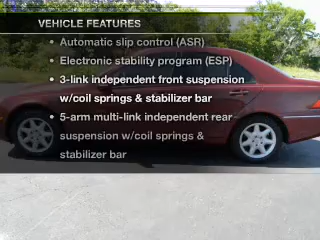 VEHICLE FEATURES
• Automatic slip control (ASR)
• Electronic stability program (ESP)
• 3-link independent front suspension
w/coil springs & stabilizer bar
• 5-arm multi-link independent rear
suspension w/coil springs &
stabilizer bar